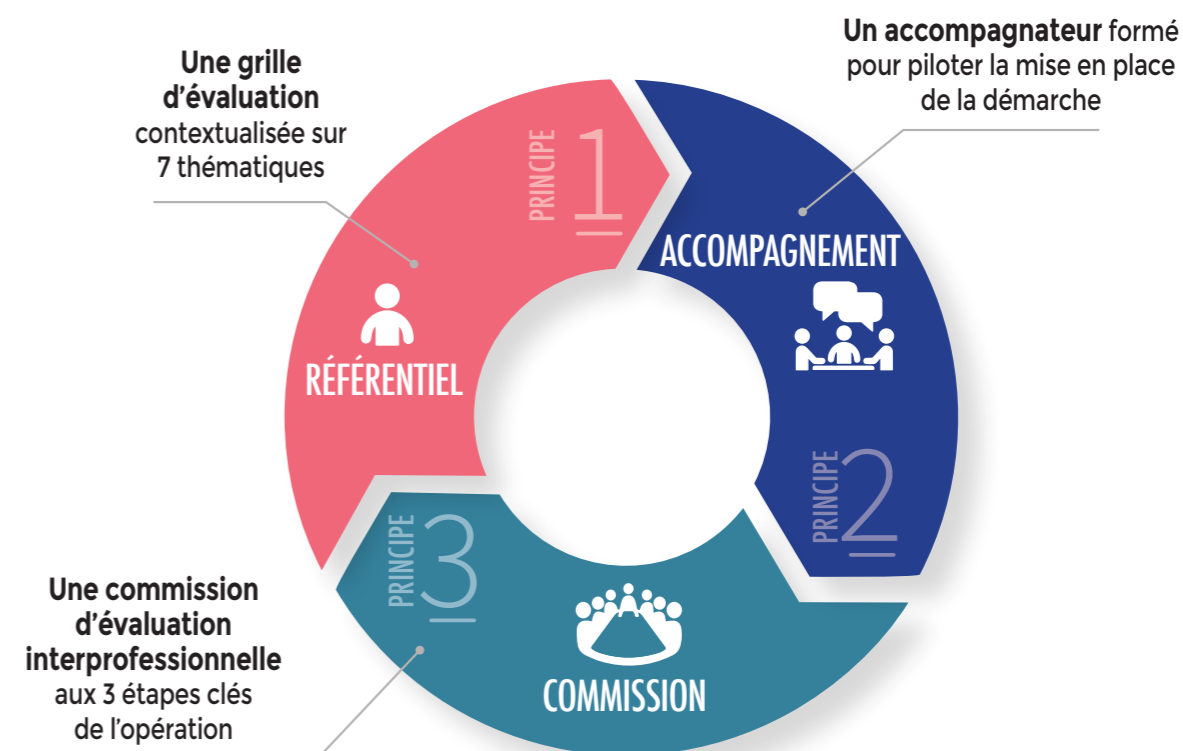 Une grille
d'évaluation
contextualisée sur
7 thématiques
PRINCIPE 1
RÉFÉRENTIEL
Un accompagnateur formé
pour piloter la mise en place
de la démarche
ACCOMPAGNEMENT
PRINCIPE 2
PRINCIPE 3
COMMISSION
Une commission
d'évaluation
interprofessionnelle
aux 3 étapes clés
de l'opération